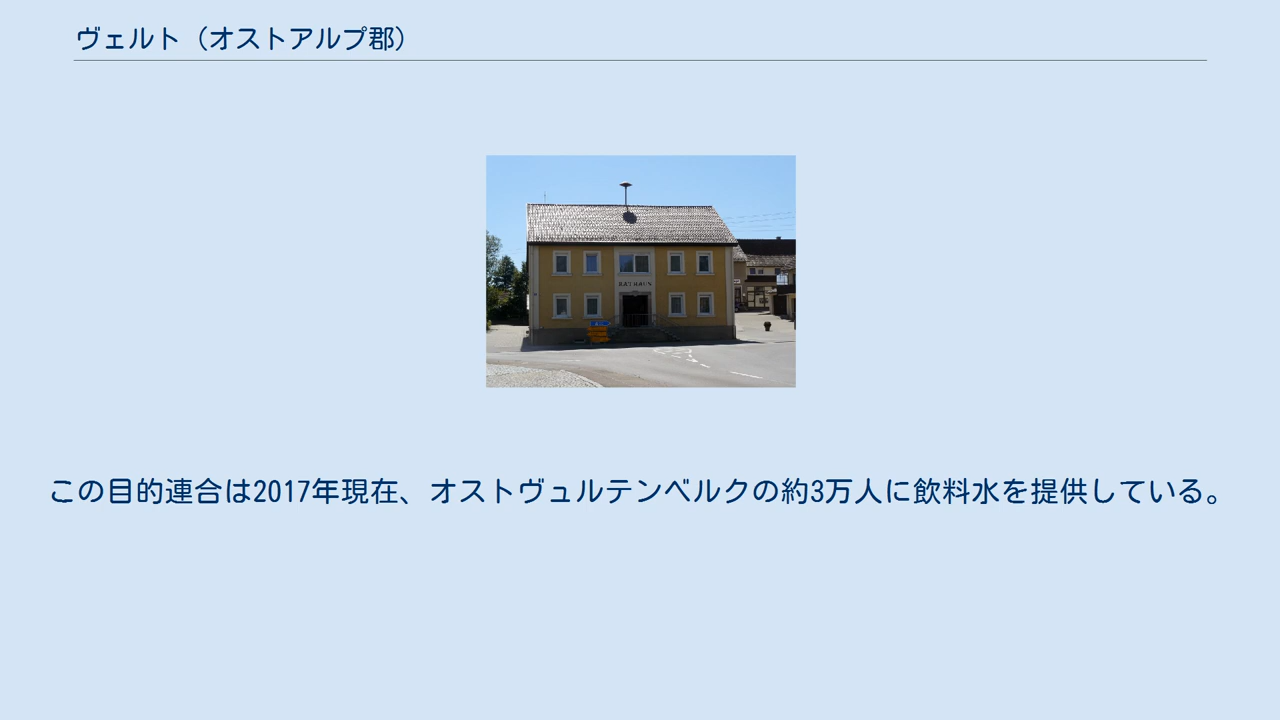 ヴェルト（オストアルプ郡）
RATHAUS
この目的連合は2017年現在、オストヴュルテンベルクの約3万人に飲料水を提供している。